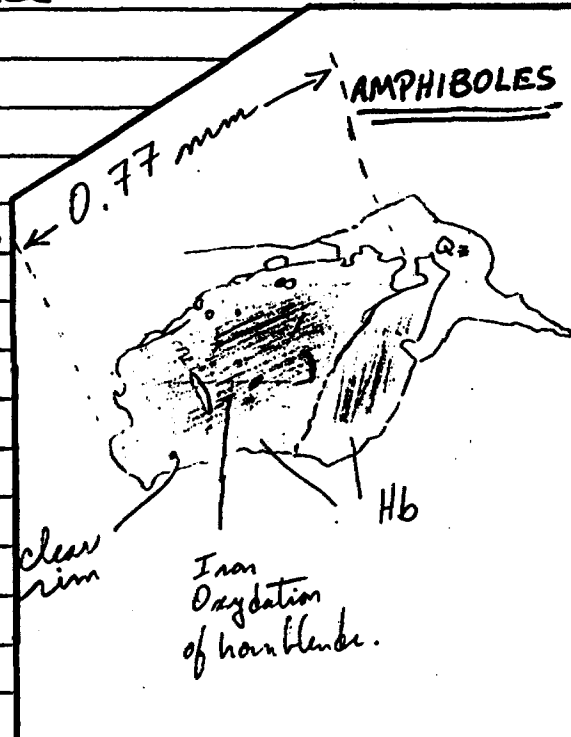 AMPHIBOLES
0.77 mm
Qz
Hb
clear
rim
Iron
Oxydation
of hornblende.